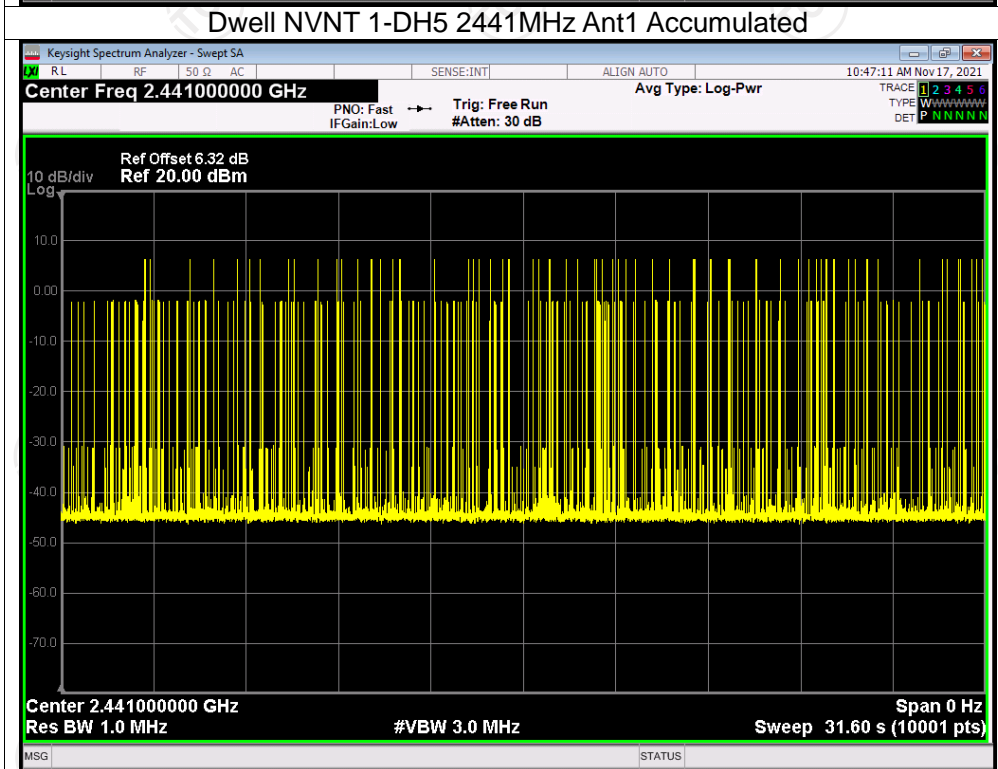 Dwell NVNT 1-DH5 2441MHz Ant1 Accumulated
Keysight Spectrum Analyzer - Swept SA
LXI RL RF 50 Ω AC SENSE:INT ALIGN AUTO 10:47:11 AM Nov 17, 2021
Center Freq 2.441000000 GHz Avg Type: Log-Pwr TRACE 1 2 3 4 5 6
PNO: Fast Trig: Free Run TYPE WWWWWW
IFGain:Low #Atten: 30 dB DET P N N N N N
Ref Offset 6.32 dB
10 dB/div Ref 20.00 dBm
Log
10.0
0.00
-10.0
-20.0
-30.0
-40.0
-50.0
-60.0
-70.0
Center 2.441000000 GHz Span 0 Hz
Res BW 1.0 MHz #VBW 3.0 MHz Sweep 31.60 s (10001 pts)
MSG STATUS